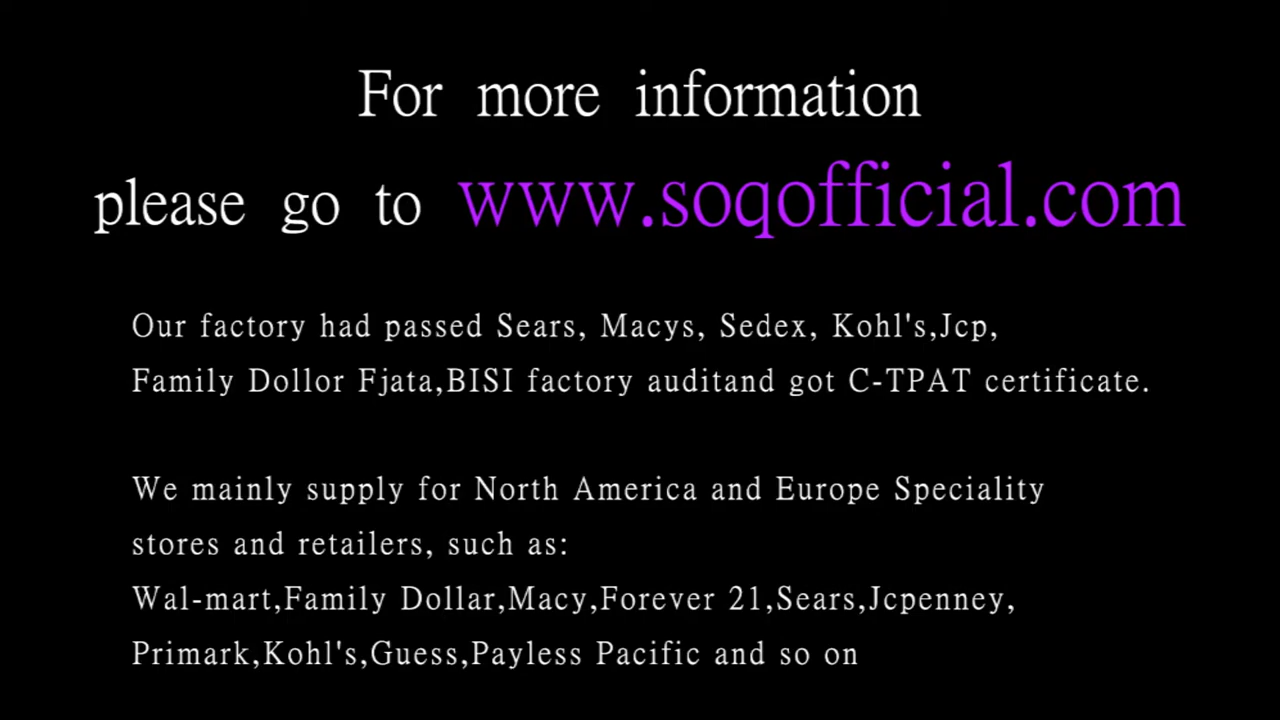 For more information
please go to www.soqofficial.com
Our factory had passed Sears, Macys, Sedex, Kohl's,Jcp,
Family Dollor Fjata,BISI factory auditand got C-TPAT certificate.
We mainly supply for North America and Europe Speciality
stores and retailers, such as:
Wal-mart,Family Dollar,Macy,Forever 21,Sears,Jcpenney,
Primark,Kohl's,Guess,Payless Pacific and so on